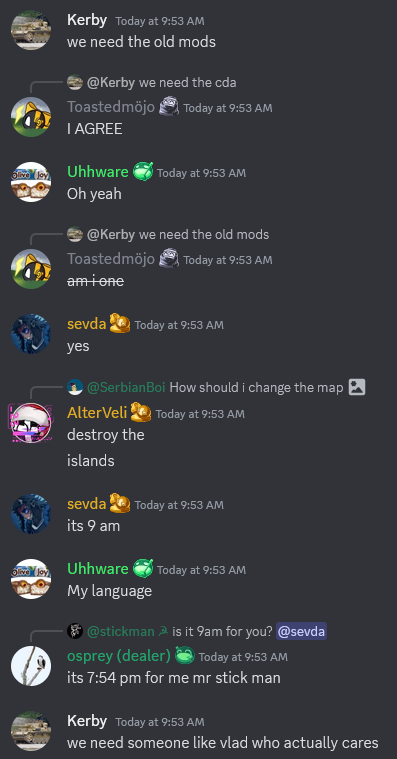 Kerby Today at 9:53 AM
we need the old mods
@Kerby we need the cda
Toastedmöjo Today at 9:53 AM
I AGREE
Uhhware Today at 9:53 AM
Oh yeah
@Kerby we need the old mods
Toastedmöjo Today at 9:53 AM
am i one
sevda Today at 9:53 AM
yes
@SerbianBoi How should i change the map
AlterVeli Today at 9:53 AM
destroy the
islands
sevda Today at 9:53 AM
its 9 am
Uhhware Today at 9:53 AM
My language
@stickman ☭ is it 9am for you? @sevda
osprey (dealer) Today at 9:53 AM
its 7:54 pm for me mr stick man
Kerby Today at 9:53 AM
we need someone like vlad who actually cares